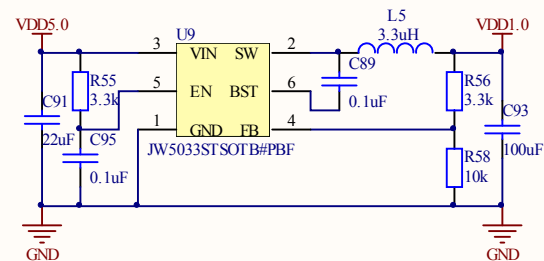 VDD5.0
U9
L5
VDD1.0
3.3uH
3 VIN SW 2
C89
R55
3.3k
R56
3.3k
C91
5 EN BST 6
0.1uF
C93
1 GND FB 4
22uF
C95
JW5033STSOTB#PBF
R58
10k
100uF
0.1uF
GND
GND